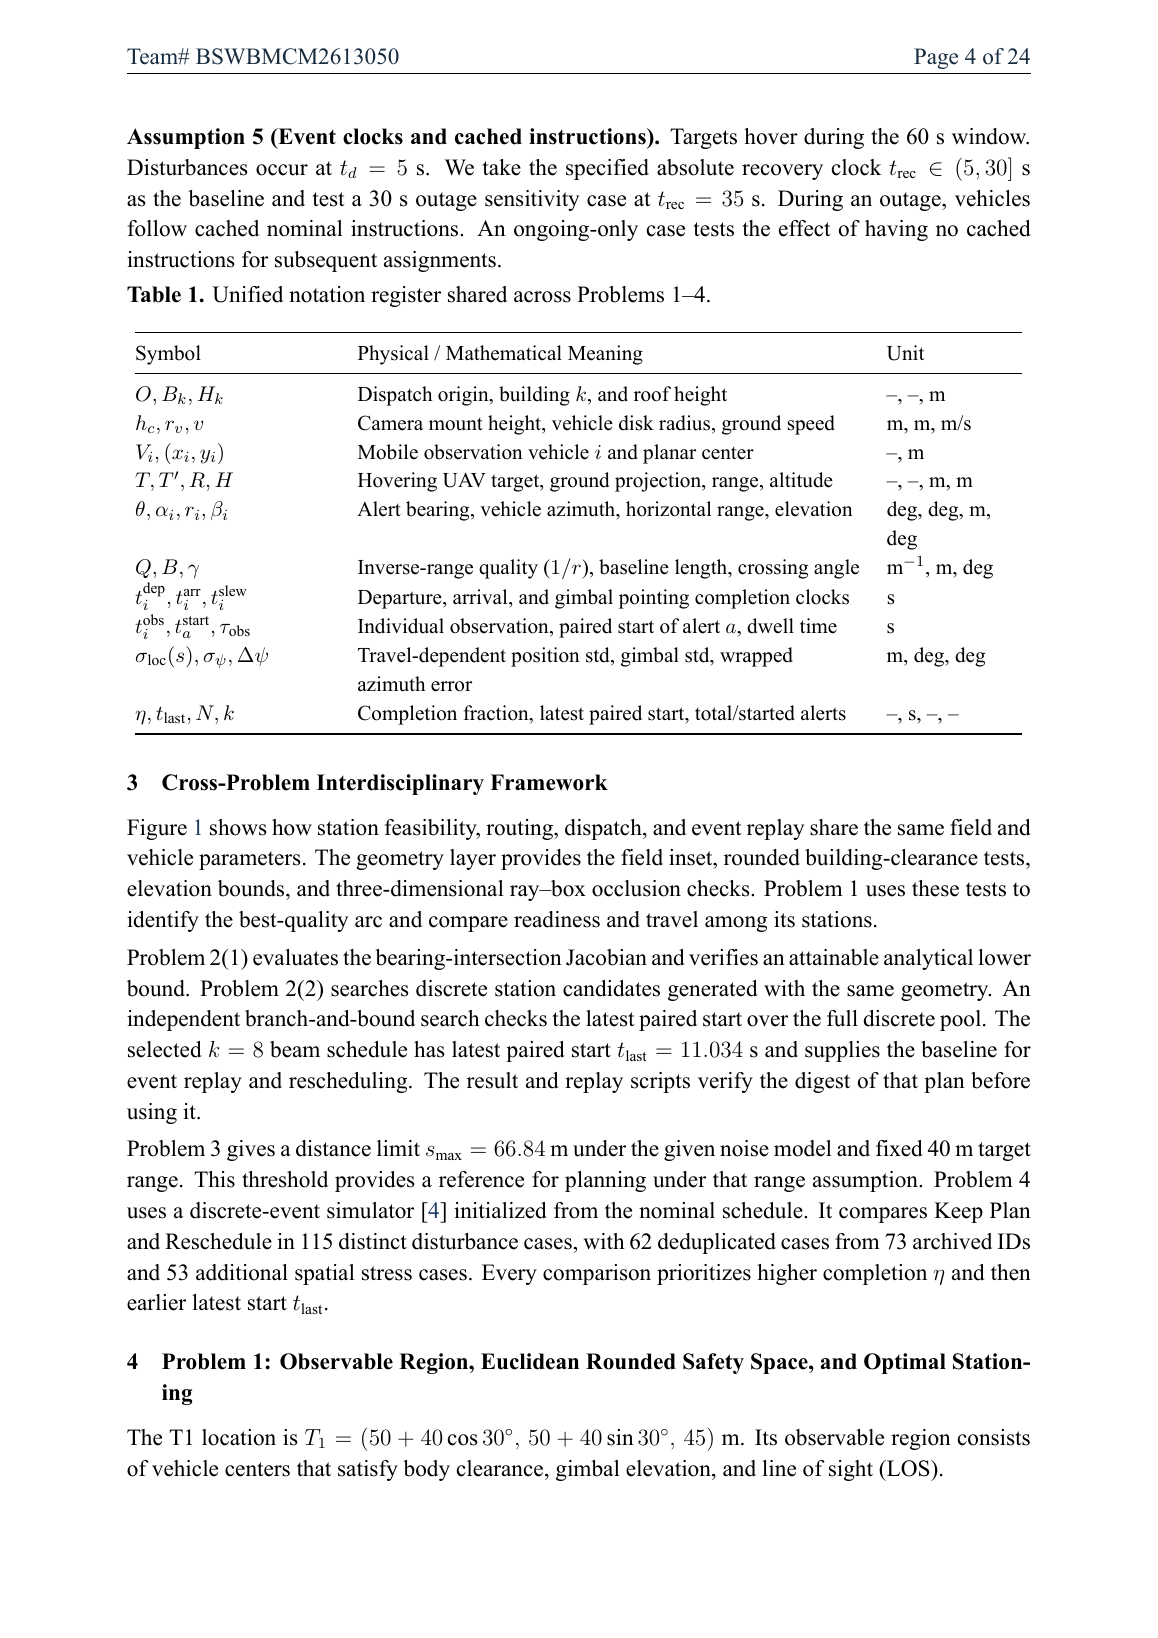 Team# BSWBMCM2613050 Page 4 of 24
Assumption 5 (Event clocks and cached instructions). Targets hover during the 60 s window.
Disturbances occur at t_d = 5 s. We take the specified absolute recovery clock t_rec ∈ (5, 30] s
as the baseline and test a 30 s outage sensitivity case at t_rec = 35 s. During an outage, vehicles
follow cached nominal instructions. An ongoing-only case tests the effect of having no cached
instructions for subsequent assignments.
Table 1. Unified notation register shared across Problems 1–4.
Symbol Physical / Mathematical Meaning Unit
O, B_k, H_k Dispatch origin, building k, and roof height –, –, m
h_c, r_v, v Camera mount height, vehicle disk radius, ground speed m, m, m/s
V_i, (x_i, y_i) Mobile observation vehicle i and planar center –, m
T, T′, R, H Hovering UAV target, ground projection, range, altitude –, –, m, m
θ, α_i, r_i, β_i Alert bearing, vehicle azimuth, horizontal range, elevation deg, deg, m,
deg
Q, B, γ Inverse-range quality (1/r), baseline length, crossing angle m⁻¹, m, deg
t_i^dep, t_i^arr, t_i^slew Departure, arrival, and gimbal pointing completion clocks s
t_i^obs, t_a^start, τ_obs Individual observation, paired start of alert a, dwell time s
σ_loc(s), σ_ψ, Δψ Travel-dependent position std, gimbal std, wrapped m, deg, deg
azimuth error
η, t_last, N, k Completion fraction, latest paired start, total/started alerts –, s, –, –
3 Cross-Problem Interdisciplinary Framework
Figure 1 shows how station feasibility, routing, dispatch, and event replay share the same field and
vehicle parameters. The geometry layer provides the field inset, rounded building-clearance tests,
elevation bounds, and three-dimensional ray–box occlusion checks. Problem 1 uses these tests to
identify the best-quality arc and compare readiness and travel among its stations.
Problem 2(1) evaluates the bearing-intersection Jacobian and verifies an attainable analytical lower
bound. Problem 2(2) searches discrete station candidates generated with the same geometry. An
independent branch-and-bound search checks the latest paired start over the full discrete pool. The
selected k = 8 beam schedule has latest paired start t_last = 11.034 s and supplies the baseline for
event replay and rescheduling. The result and replay scripts verify the digest of that plan before
using it.
Problem 3 gives a distance limit s_max = 66.84 m under the given noise model and fixed 40 m target
range. This threshold provides a reference for planning under that range assumption. Problem 4
uses a discrete-event simulator [4] initialized from the nominal schedule. It compares Keep Plan
and Reschedule in 115 distinct disturbance cases, with 62 deduplicated cases from 73 archived IDs
and 53 additional spatial stress cases. Every comparison prioritizes higher completion η and then
earlier latest start t_last.
4 Problem 1: Observable Region, Euclidean Rounded Safety Space, and Optimal Station-
ing
The T1 location is T_1 = (50 + 40 cos 30°, 50 + 40 sin 30°, 45) m. Its observable region consists
of vehicle centers that satisfy body clearance, gimbal elevation, and line of sight (LOS).